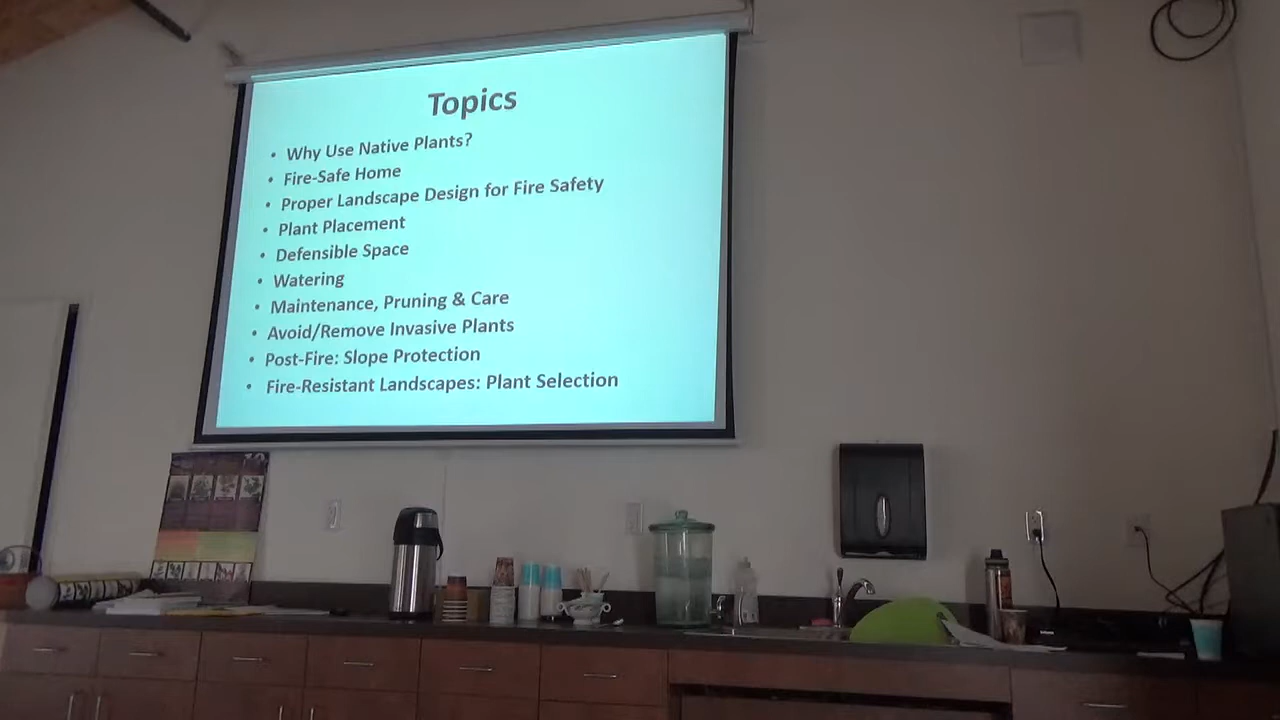 Topics
• Why Use Native Plants?
• Fire-Safe Home
• Proper Landscape Design for Fire Safety
• Plant Placement
• Defensible Space
• Watering
• Maintenance, Pruning & Care
• Avoid/Remove Invasive Plants
• Post-Fire: Slope Protection
• Fire-Resistant Landscapes: Plant Selection